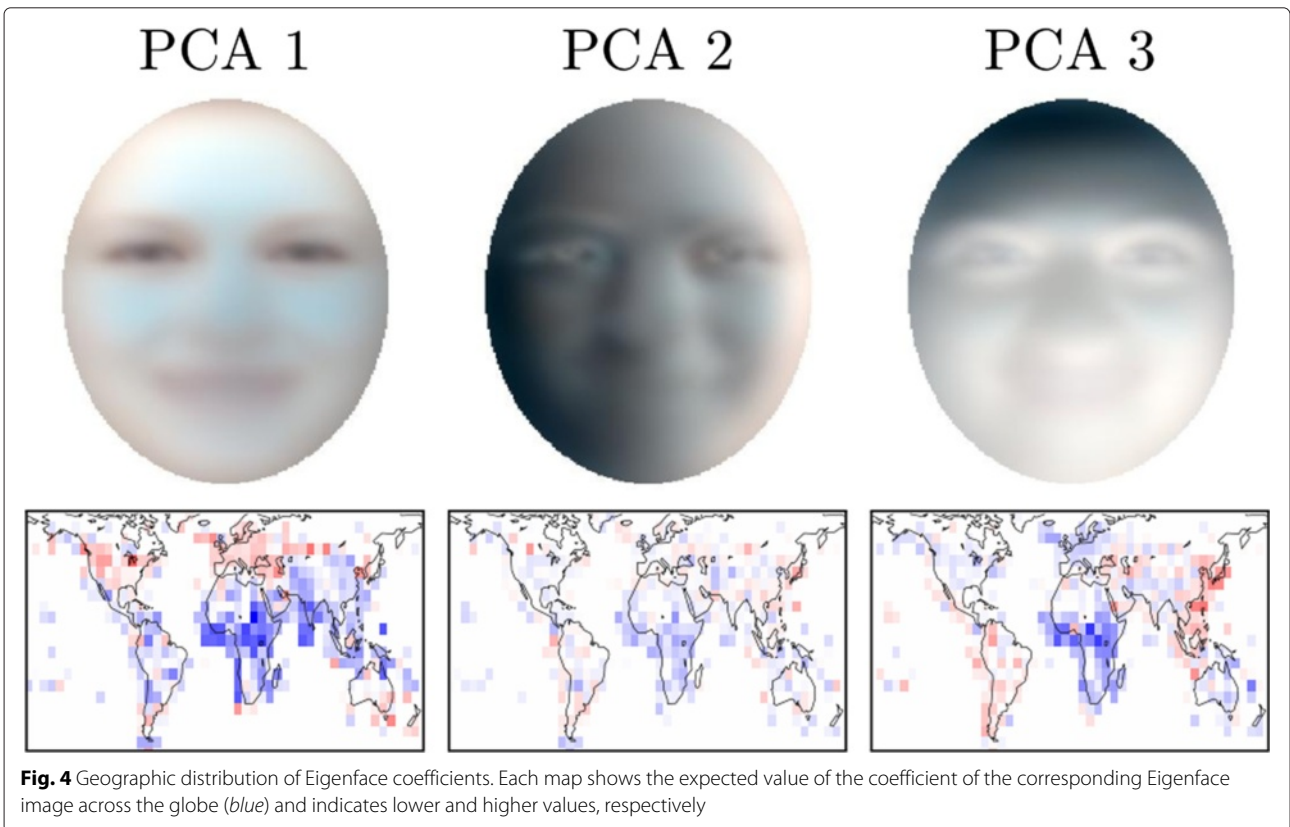 PCA 1
PCA 2
PCA 3
Fig. 4 Geographic distribution of Eigenface coefficients. Each map shows the expected value of the coefficient of the corresponding Eigenface
image across the globe (blue) and indicates lower and higher values, respectively